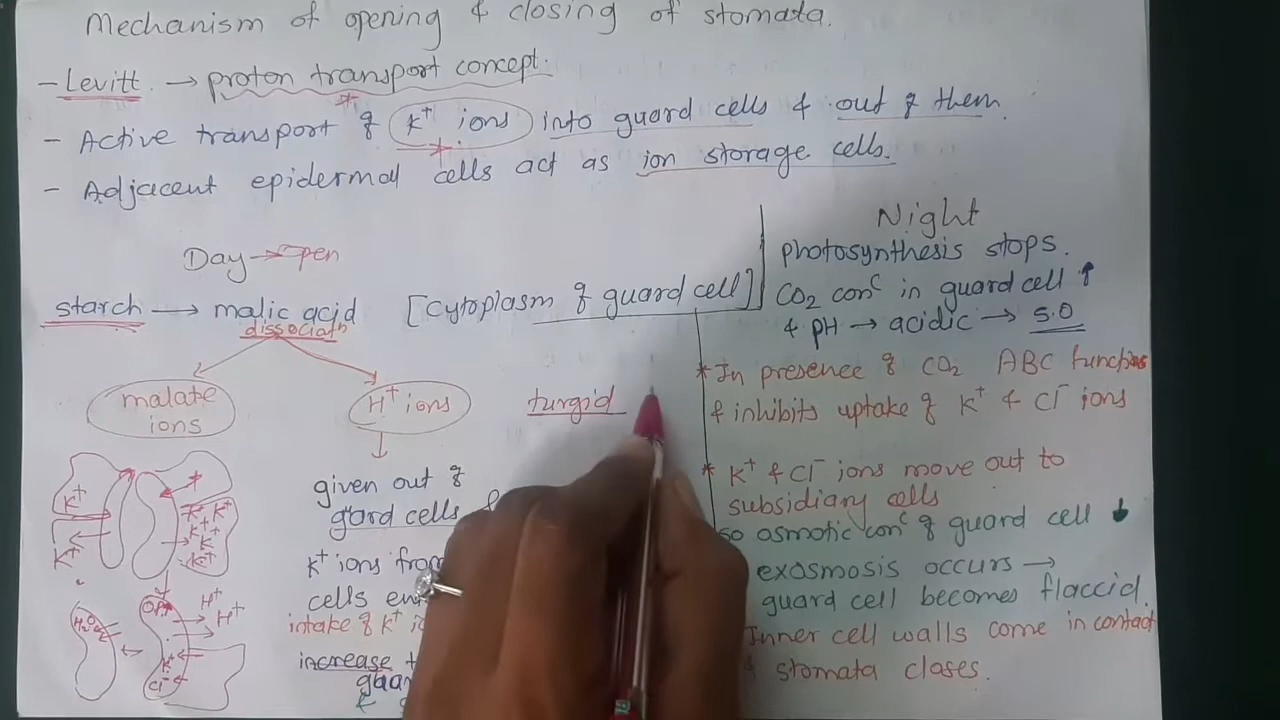 Mechanism of opening & closing of stomata.
- Levitt → proton transport concept.
- Active transport of K+ ions into guard cells & out of them.
- Adjacent epidermal cells act as ion storage cells.
Day → Open
starch → malic acid [cytoplasm of guard cell]
dissociatn
malate ions
H+ ions
turgid
given out of
gard cells &
K+ ions from
cells en
intake of K+ i
increase t
guar
K+
K+
K+ K+
K+
K+
K+
H+
H+
H2O
K+
Cl-
Night
photosynthesis stops.
CO2 conc in guard cell ↑
& pH → acidic → S.O
* In presence of CO2 ABC functions
& inhibits uptake of K+ & Cl- ions
* K+ & Cl- ions move out to
subsidiary cells
so osmotic conc of guard cell ↓
exosmosis occurs →
guard cell becomes flaccid.
Inner cell walls come in contact
& stomata closes.